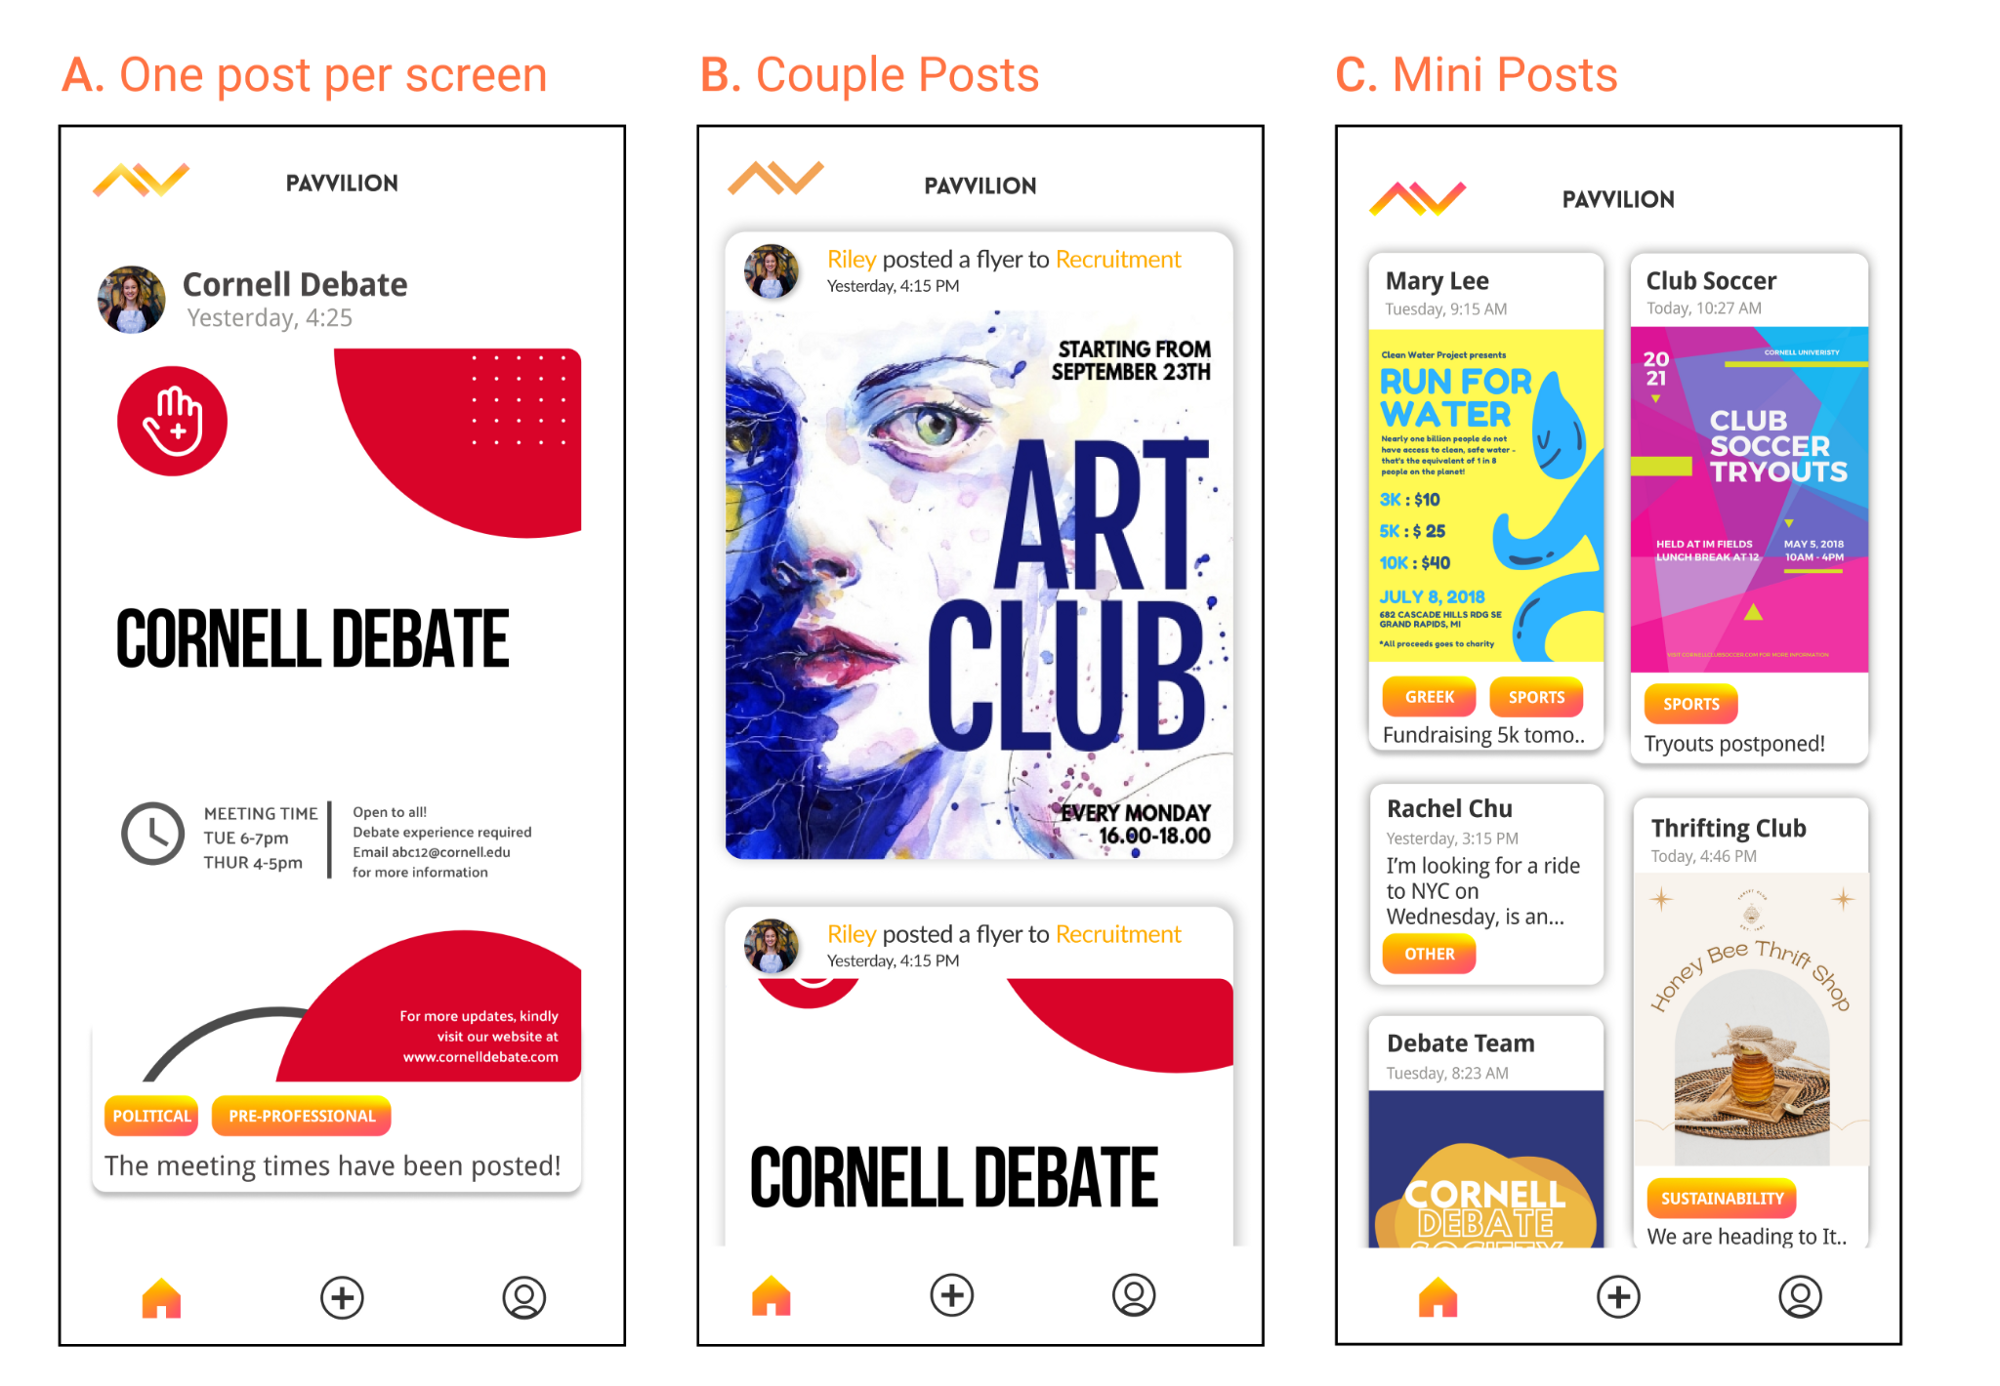 A. One post per screen
PAVVILION
Cornell Debate
Yesterday, 4:25
CORNELL DEBATE
MEETING TIME
TUE 6-7pm
THUR 4-5pm
Open to all!
Debate experience required
Email abc12@cornell.edu
for more information
For more updates, kindly
visit our website at
www.cornelldebate.com
POLITICAL
PRE-PROFESSIONAL
The meeting times have been posted!
B. Couple Posts
PAVVILION
Riley posted a flyer to Recruitment
Yesterday, 4:15 PM
STARTING FROM
SEPTEMBER 23TH
ART
CLUB
EVERY MONDAY
16.00-18.00
Riley posted a flyer to Recruitment
Yesterday, 4:15 PM
CORNELL DEBATE
C. Mini Posts
PAVVILION
Mary Lee
Tuesday, 9:15 AM
Clean Water Project presents
RUN FOR
WATER
Nearly one billion people do not
have access to clean, safe water -
that's the equivalent of 1 in 8
people on the planet!
3K : $10
5K : $ 25
10K : $40
JULY 8, 2018
682 CASCADE HILLS RDG SE
GRAND RAPIDS, MI
*All proceeds goes to charity
GREEK
SPORTS
Fundraising 5k tomo..
Rachel Chu
Yesterday, 3:15 PM
I'm looking for a ride
to NYC on
Wednesday, is an...
OTHER
Debate Team
Tuesday, 8:23 AM
CORNELL
DEBATE
SOCIETY
Club Soccer
Today, 10:27 AM
20
21
CORNELL UNIVERISTY
CLUB
SOCCER
TRYOUTS
HELD AT IM FIELDS
LUNCH BREAK AT 12
MAY 5, 2018
10AM - 4PM
VISIT CORNELLCLUBSOCCER.COM FOR MORE INFORMATION
SPORTS
Tryouts postponed!
Thrifting Club
Today, 4:46 PM
Honey Bee Thrift Shop
SUSTAINABILITY
We are heading to It..